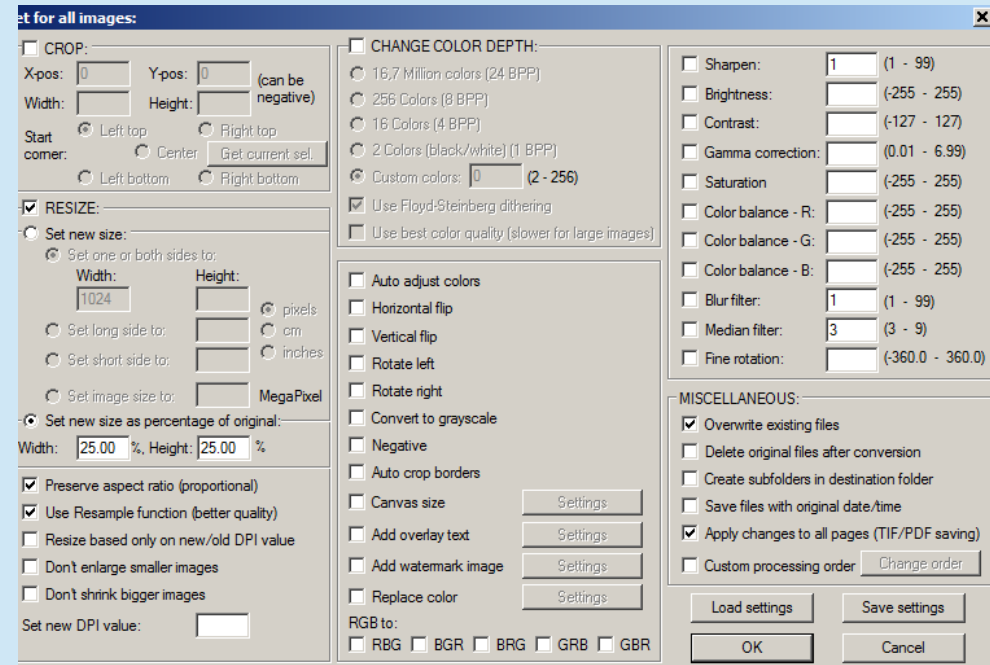 et for all images:
CROP:
X-pos: 0 Y-pos: 0 (can be negative)
Width: Height:
Start corner:
Left top Right top
Center Get current sel.
Left bottom Right bottom
RESIZE:
Set new size:
Set one or both sides to:
Width: Height:
1024
pixels
Set long side to: cm
Set short side to: inches
Set image size to: MegaPixel
Set new size as percentage of original:
Width: 25.00 %, Height: 25.00 %
Preserve aspect ratio (proportional)
Use Resample function (better quality)
Resize based only on new/old DPI value
Don't enlarge smaller images
Don't shrink bigger images
Set new DPI value:
CHANGE COLOR DEPTH:
16,7 Million colors (24 BPP)
256 Colors (8 BPP)
16 Colors (4 BPP)
2 Colors (black/white) (1 BPP)
Custom colors: 0 (2 - 256)
Use Floyd-Steinberg dithering
Use best color quality (slower for large images)
Auto adjust colors
Horizontal flip
Vertical flip
Rotate left
Rotate right
Convert to grayscale
Negative
Auto crop borders
Canvas size Settings
Add overlay text Settings
Add watermark image Settings
Replace color Settings
RGB to:
RBG BGR BRG GRB GBR
Sharpen: 1 (1 - 99)
Brightness: (-255 - 255)
Contrast: (-127 - 127)
Gamma correction: (0.01 - 6.99)
Saturation (-255 - 255)
Color balance - R: (-255 - 255)
Color balance - G: (-255 - 255)
Color balance - B: (-255 - 255)
Blur filter: 1 (1 - 99)
Median filter: 3 (3 - 9)
Fine rotation: (-360.0 - 360.0)
MISCELLANEOUS:
Overwrite existing files
Delete original files after conversion
Create subfolders in destination folder
Save files with original date/time
Apply changes to all pages (TIF/PDF saving)
Custom processing order Change order
Load settings Save settings
OK Cancel